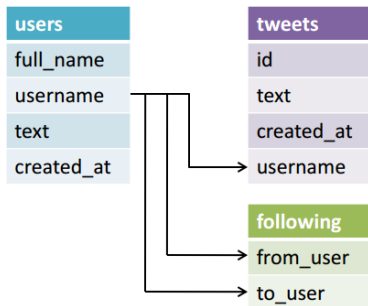 users
full_name
username
text
created_at
tweets
id
text
created_at
username
following
from_user
to_user